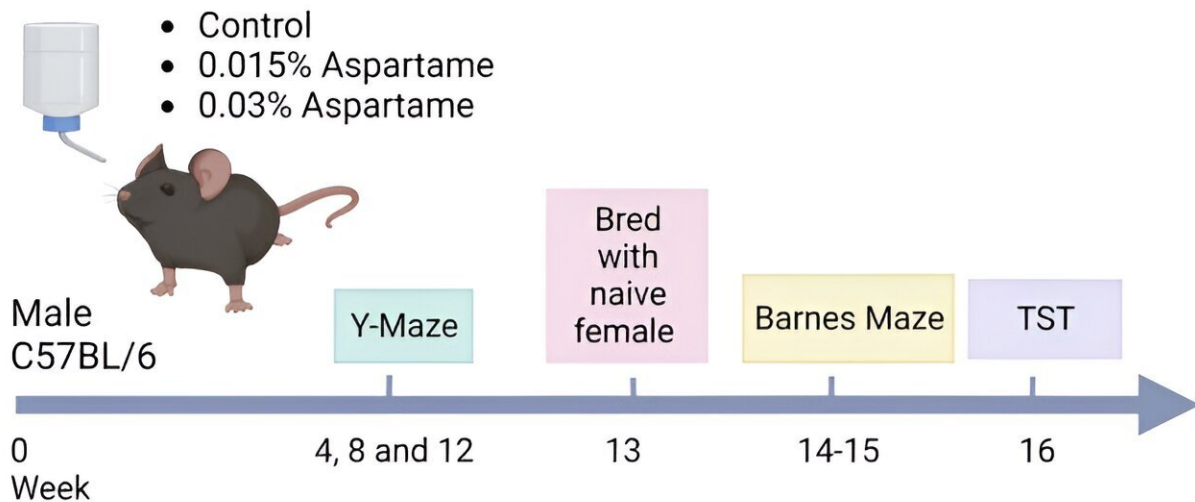 • Control
• 0.015% Aspartame
• 0.03% Aspartame
Male
C57BL/6
Y-Maze
Bred
with
naive
female
Barnes Maze
TST
0
Week
4, 8 and 12
13
14-15
16